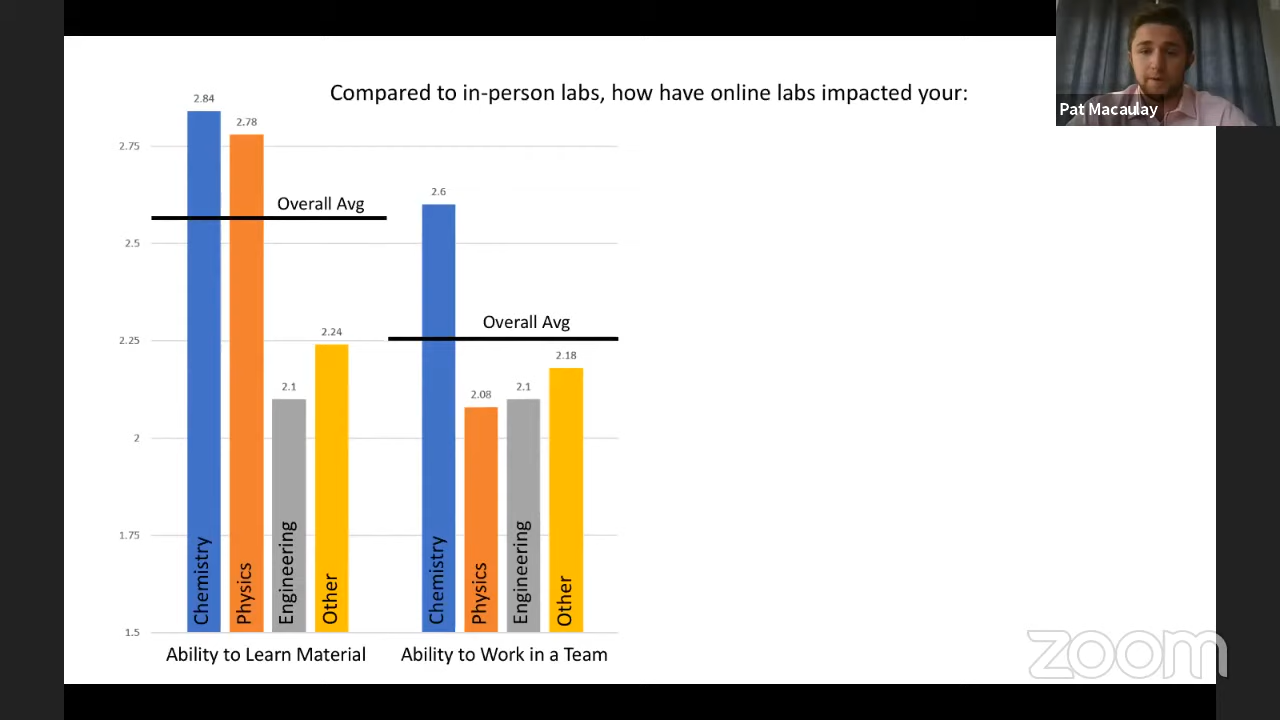 Compared to in-person labs, how have online labs impacted your:
Pat Macaulay
2.84
2.78
2.75
Overall Avg
2.6
2.5
Overall Avg
2.25
2.24
2.18
2.1
2.08
2.1
2
1.75
Chemistry
Physics
Engineering
Other
Chemistry
Physics
Engineering
Other
1.5
Ability to Learn Material
Ability to Work in a Team
zoom